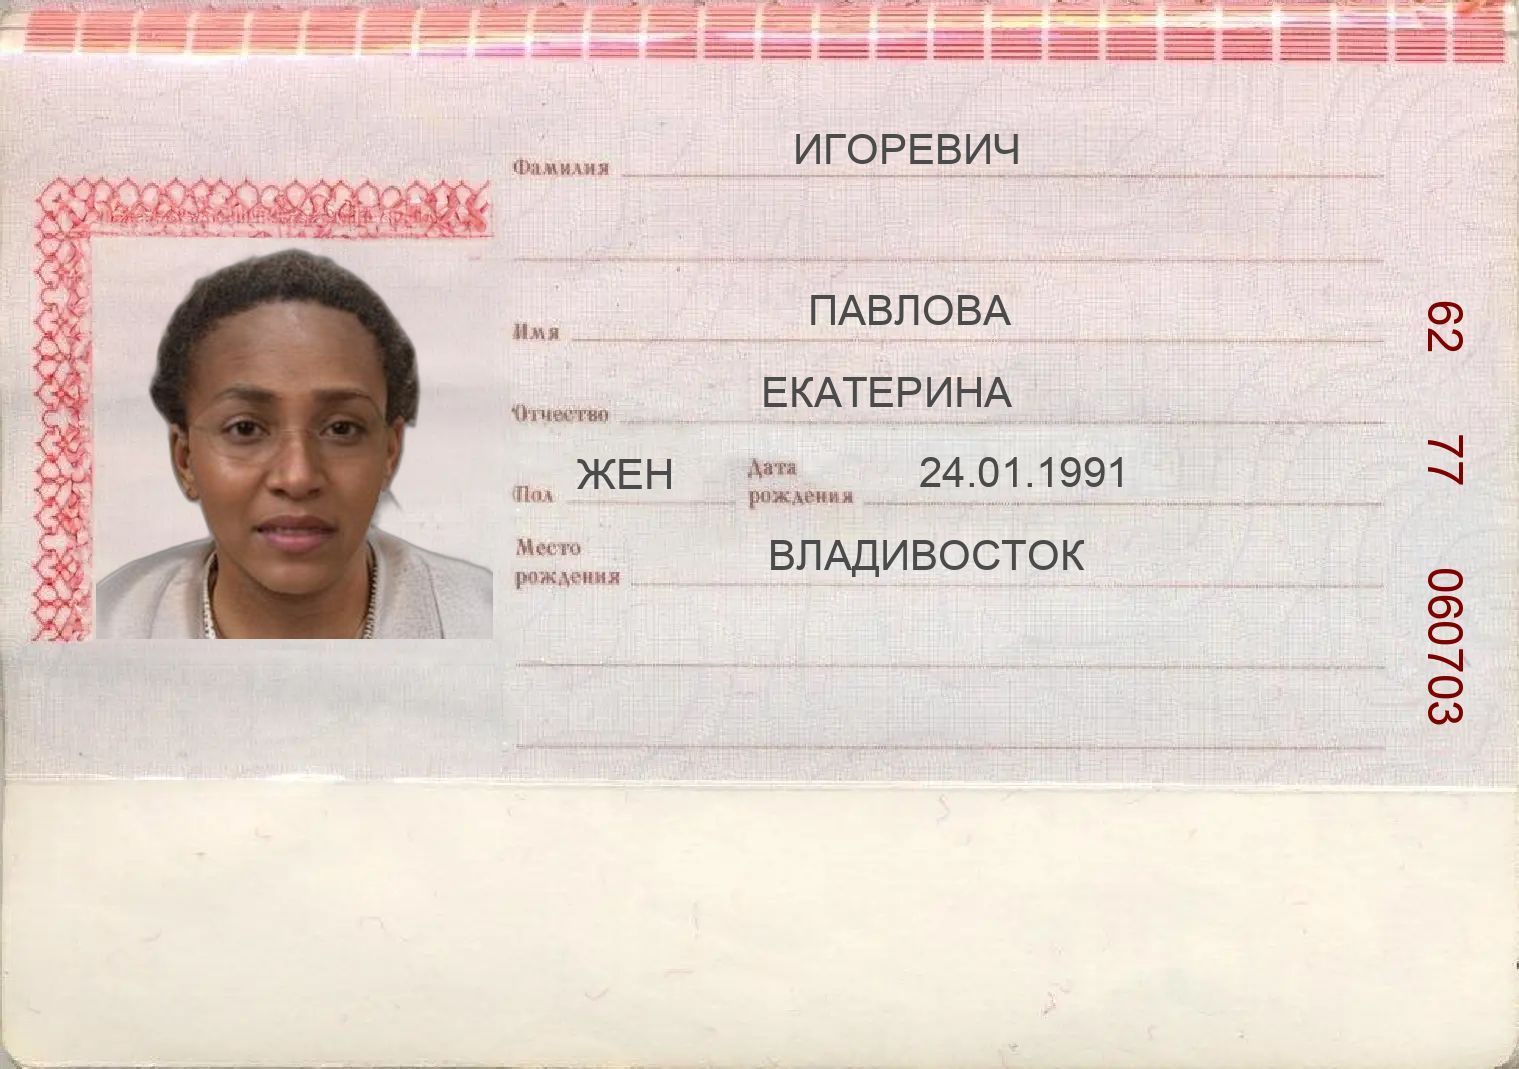 Фамилия ИГОРЕВИЧ
Имя ПАВЛОВА
Отчество ЕКАТЕРИНА
Пол ЖЕН Дата рождения 24.01.1991
Место рождения ВЛАДИВОСТОК
62 77 060703